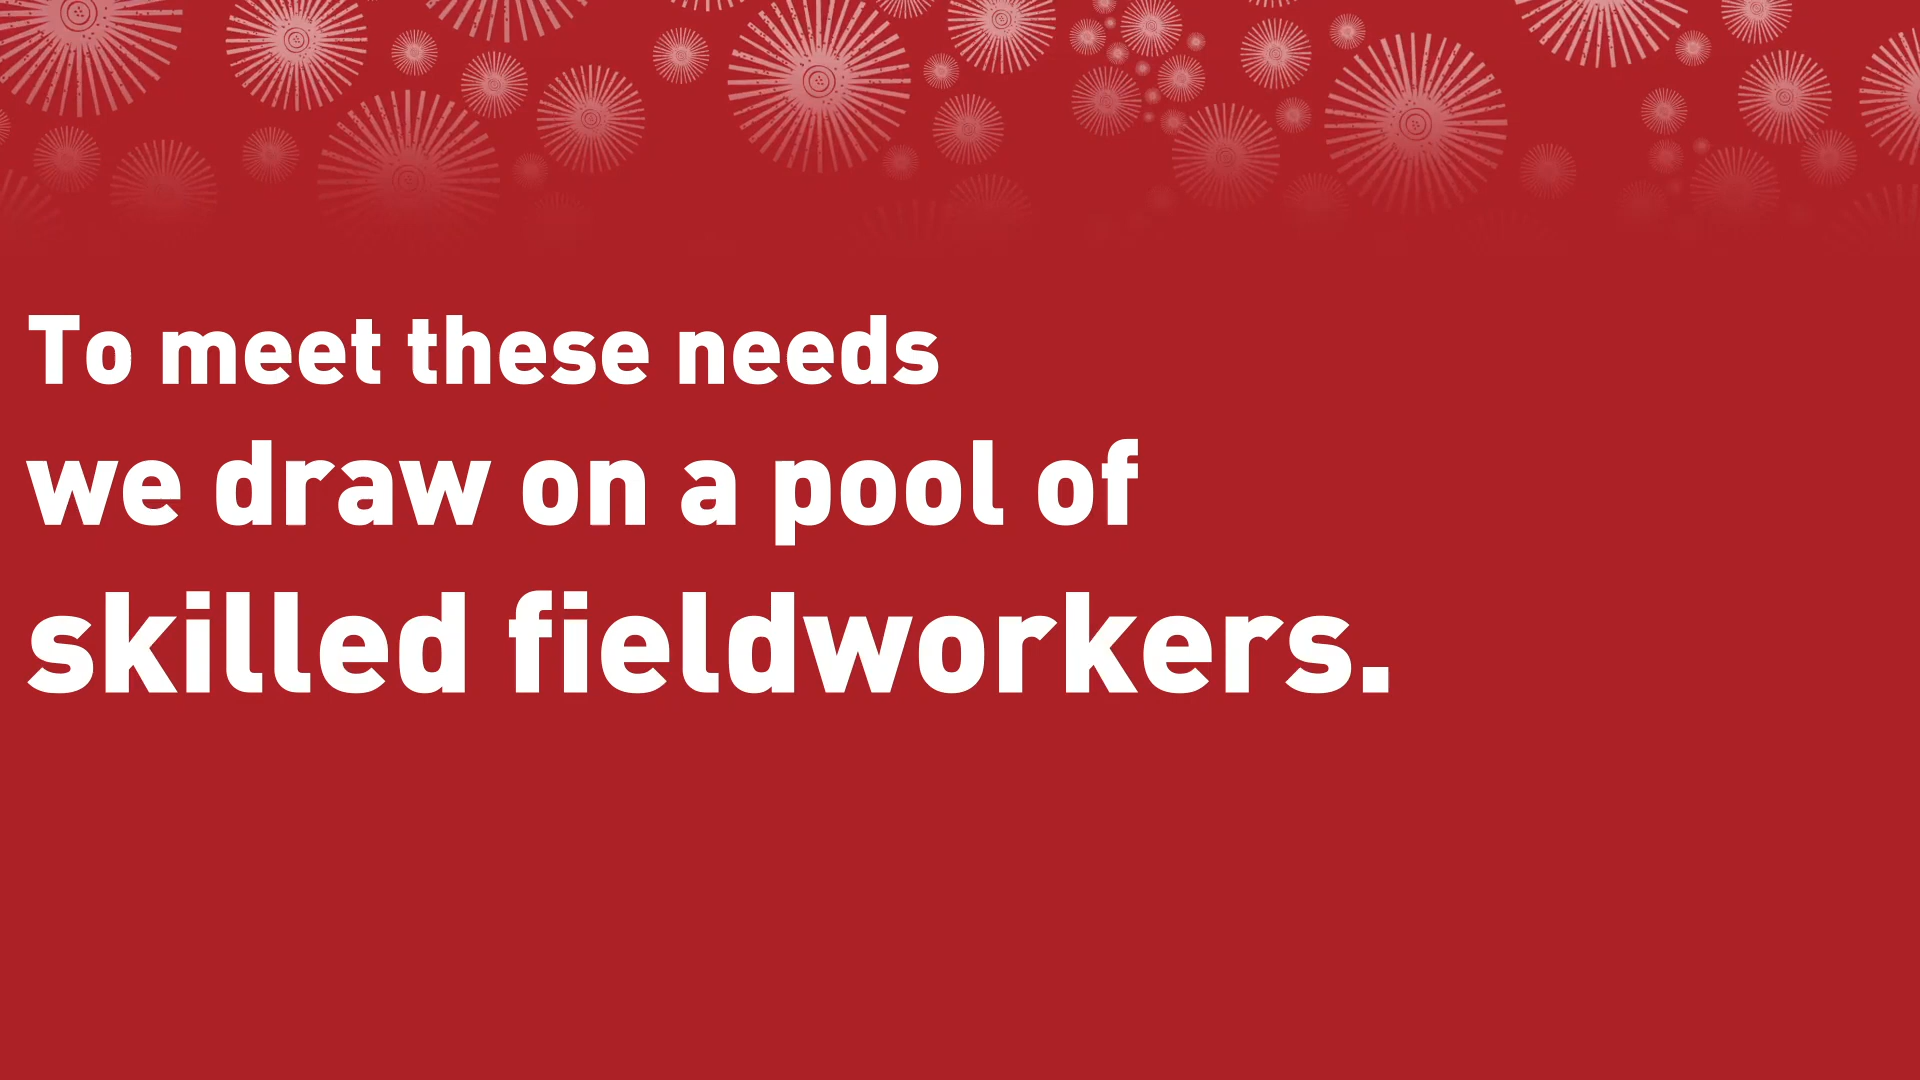 To meet these needs
we draw on a pool of
skilled fieldworkers.